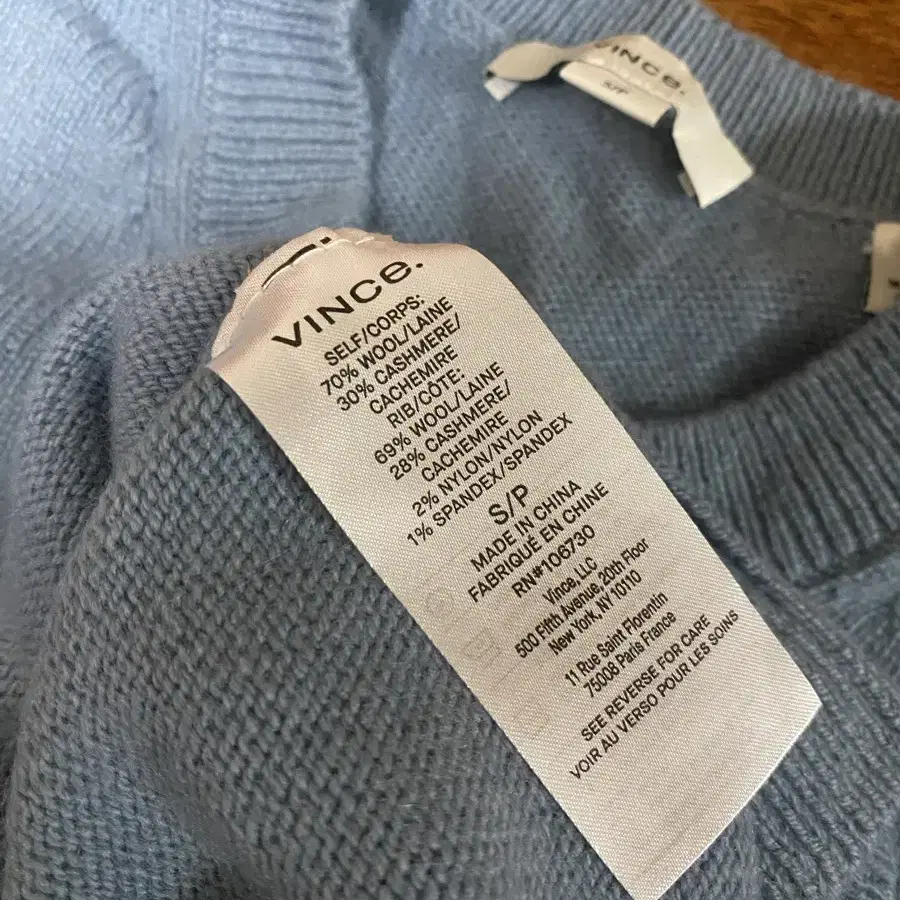 VINCE.
S/P
VINCE.
SELF/CORPS:
70% WOOL/LAINE
30% CASHMERE/
CACHEMIRE
RIB/CÔTE:
69% WOOL/LAINE
28% CASHMERE/
CACHEMIRE
2% NYLON/NYLON
1% SPANDEX/SPANDEX
S/P
MADE IN CHINA
FABRIQUÉ EN CHINE
RN#106730
Vince, LLC
500 Fifth Avenue, 20th Floor
New York, NY 10110
11 Rue Saint Florentin
75008 Paris France
SEE REVERSE FOR CARE
VOIR AU VERSO POUR LES SOINS